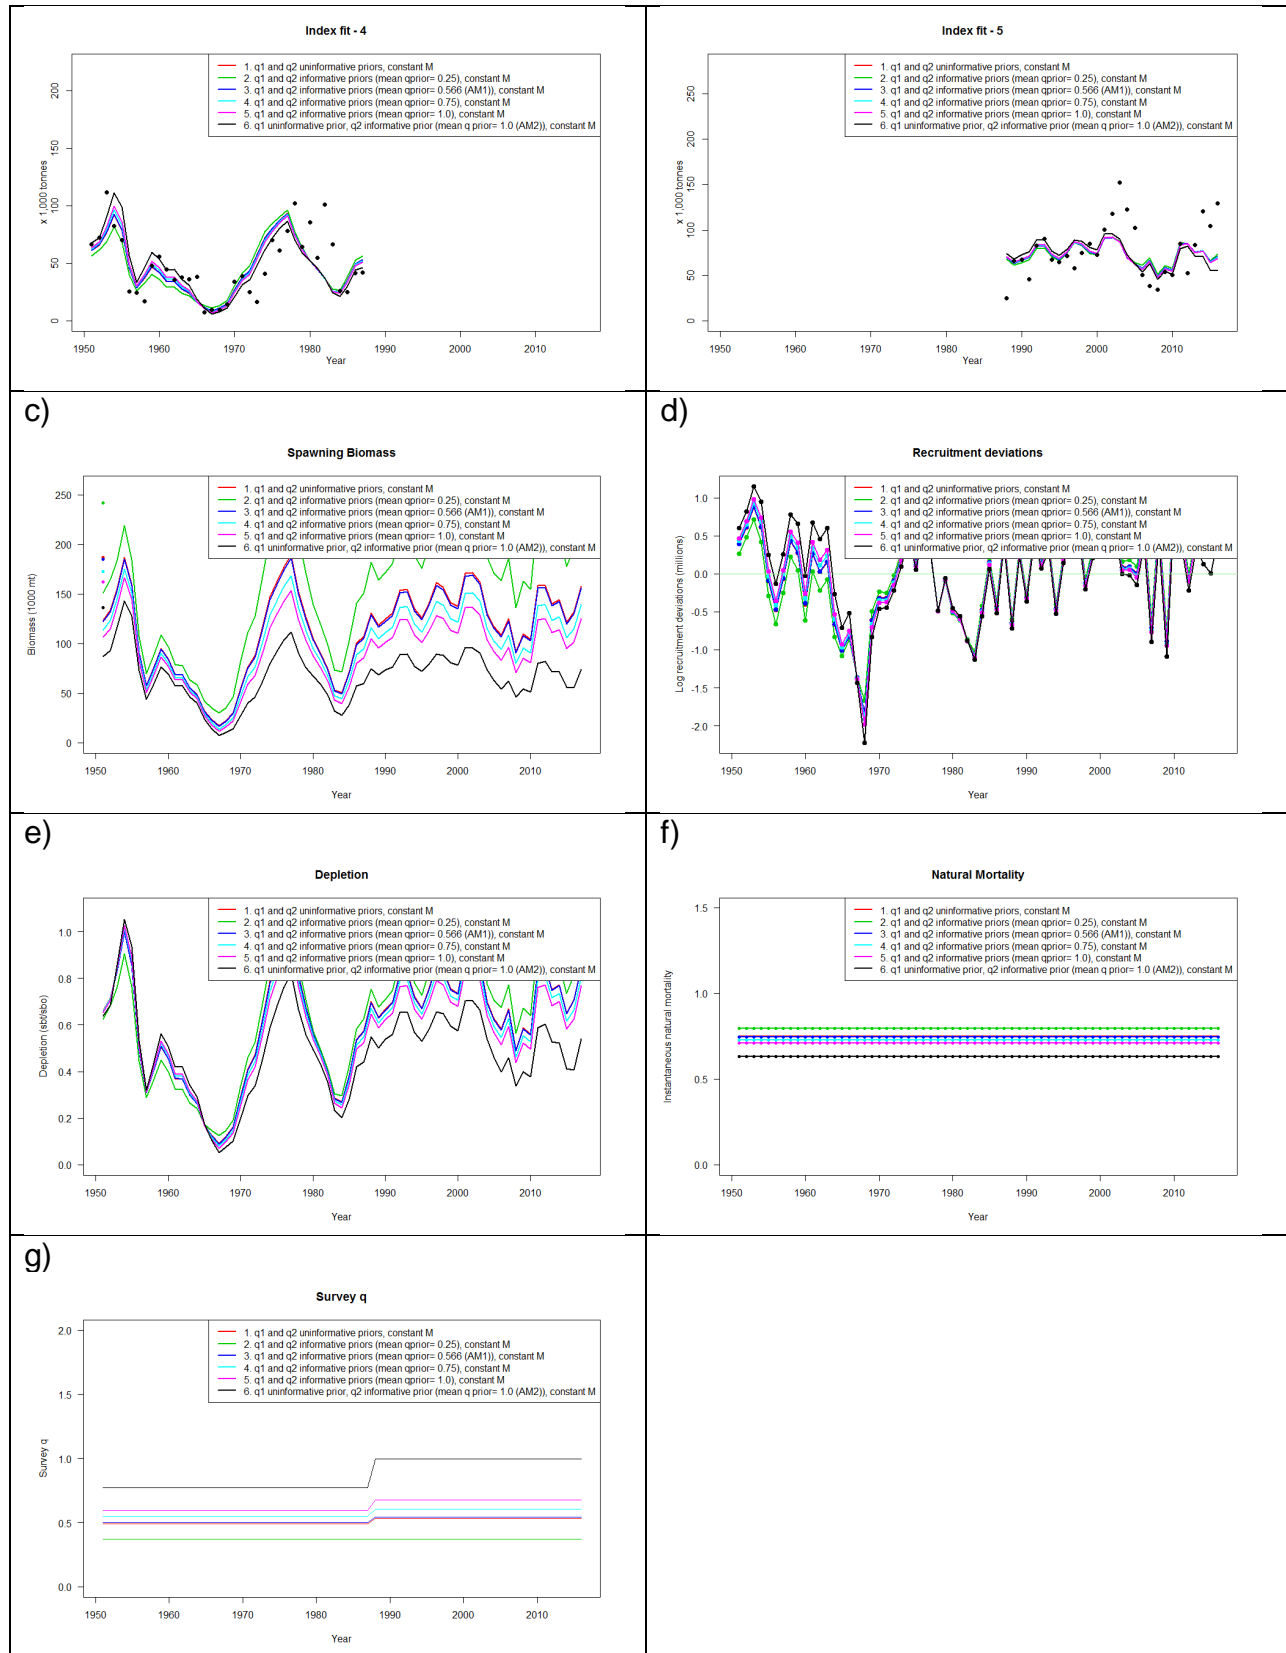 Index fit - 4
1. q1 and q2 uninformative priors, constant M
2. q1 and q2 informative priors (mean qprior= 0.25), constant M
3. q1 and q2 informative priors (mean qprior= 0.566 (AM1)), constant M
4. q1 and q2 informative priors (mean qprior= 0.75), constant M
5. q1 and q2 informative priors (mean qprior= 1.0), constant M
6. q1 uninformative prior, q2 informative prior (mean q prior= 1.0 (AM2)), constant M
x 1,000 tonnes
0 50 100 150 200
1950 1960 1970 1980 1990 2000 2010
Year
Index fit - 5
1. q1 and q2 uninformative priors, constant M
2. q1 and q2 informative priors (mean qprior= 0.25), constant M
3. q1 and q2 informative priors (mean qprior= 0.566 (AM1)), constant M
4. q1 and q2 informative priors (mean qprior= 0.75), constant M
5. q1 and q2 informative priors (mean qprior= 1.0), constant M
6. q1 uninformative prior, q2 informative prior (mean q prior= 1.0 (AM2)), constant M
x 1,000 tonnes
0 50 100 150 200 250
1950 1960 1970 1980 1990 2000 2010
Year
c)
Spawning Biomass
1. q1 and q2 uninformative priors, constant M
2. q1 and q2 informative priors (mean qprior= 0.25), constant M
3. q1 and q2 informative priors (mean qprior= 0.566 (AM1)), constant M
4. q1 and q2 informative priors (mean qprior= 0.75), constant M
5. q1 and q2 informative priors (mean qprior= 1.0), constant M
6. q1 uninformative prior, q2 informative prior (mean q prior= 1.0 (AM2)), constant M
Biomass (1000 mt)
250
200
150
100
50
0
1950 1960 1970 1980 1990 2000 2010
Year
d)
Recruitment deviations
1. q1 and q2 uninformative priors, constant M
2. q1 and q2 informative priors (mean qprior= 0.25), constant M
3. q1 and q2 informative priors (mean qprior= 0.566 (AM1)), constant M
4. q1 and q2 informative priors (mean qprior= 0.75), constant M
5. q1 and q2 informative priors (mean qprior= 1.0), constant M
6. q1 uninformative prior, q2 informative prior (mean q prior= 1.0 (AM2)), constant M
Log recruitment deviations (millions)
1.0
0.5
0.0
-0.5
-1.0
-1.5
-2.0
1950 1960 1970 1980 1990 2000 2010
Year
e)
Depletion
1. q1 and q2 uninformative priors, constant M
2. q1 and q2 informative priors (mean qprior= 0.25), constant M
3. q1 and q2 informative priors (mean qprior= 0.566 (AM1)), constant M
4. q1 and q2 informative priors (mean qprior= 0.75), constant M
5. q1 and q2 informative priors (mean qprior= 1.0), constant M
6. q1 uninformative prior, q2 informative prior (mean q prior= 1.0 (AM2)), constant M
Depletion (sbt/sbo)
1.0
0.8
0.6
0.4
0.2
0.0
1950 1960 1970 1980 1990 2000 2010
Year
f)
Natural Mortality
1. q1 and q2 uninformative priors, constant M
2. q1 and q2 informative priors (mean qprior= 0.25), constant M
3. q1 and q2 informative priors (mean qprior= 0.566 (AM1)), constant M
4. q1 and q2 informative priors (mean qprior= 0.75), constant M
5. q1 and q2 informative priors (mean qprior= 1.0), constant M
6. q1 uninformative prior, q2 informative prior (mean q prior= 1.0 (AM2)), constant M
Instantaneous natural mortality
1.5
1.0
0.5
0.0
1950 1960 1970 1980 1990 2000 2010
Year
g)
Survey q
1. q1 and q2 uninformative priors, constant M
2. q1 and q2 informative priors (mean qprior= 0.25), constant M
3. q1 and q2 informative priors (mean qprior= 0.566 (AM1)), constant M
4. q1 and q2 informative priors (mean qprior= 0.75), constant M
5. q1 and q2 informative priors (mean qprior= 1.0), constant M
6. q1 uninformative prior, q2 informative prior (mean q prior= 1.0 (AM2)), constant M
Survey q
2.0
1.5
1.0
0.5
0.0
1950 1960 1970 1980 1990 2000 2010
Year